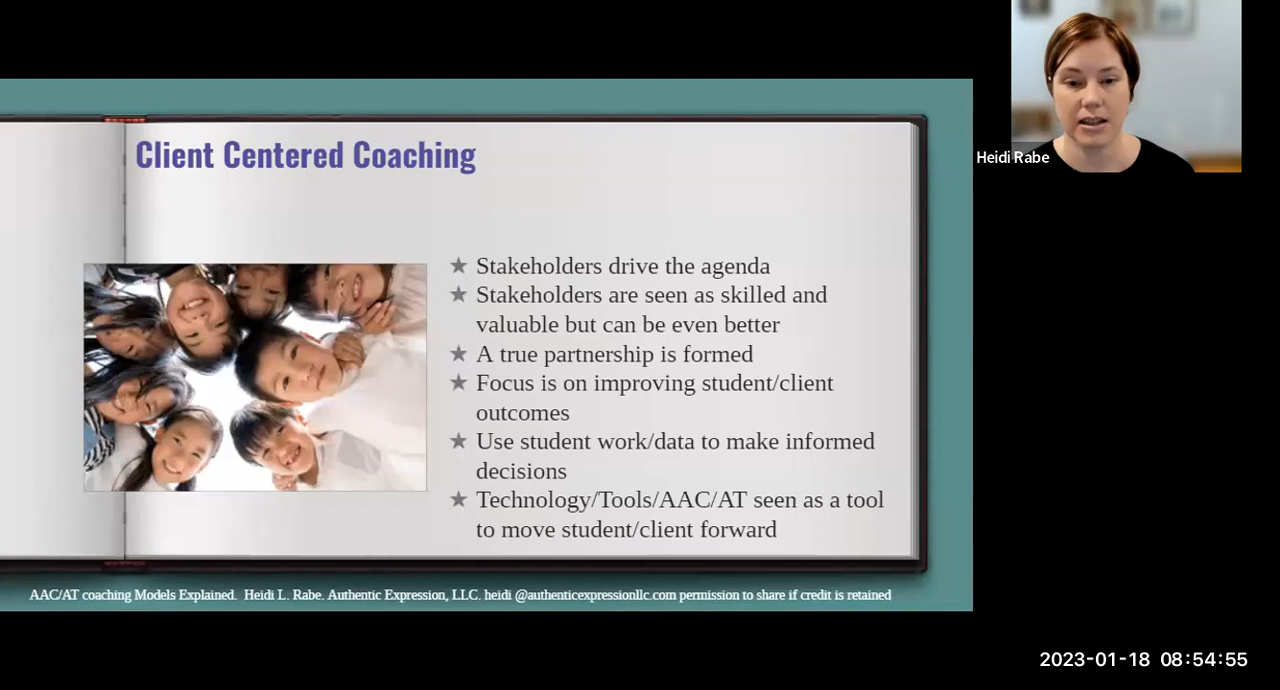 Client Centered Coaching
★ Stakeholders drive the agenda
★ Stakeholders are seen as skilled and
valuable but can be even better
★ A true partnership is formed
★ Focus is on improving student/client
outcomes
★ Use student work/data to make informed
decisions
★ Technology/Tools/AAC/AT seen as a tool
to move student/client forward
AAC/AT coaching Models Explained.  Heidi L. Rabe. Authentic Expression, LLC. heidi @authenticexpressionllc.com permission to share if credit is retained
Heidi Rabe
2023-01-18 08:54:55